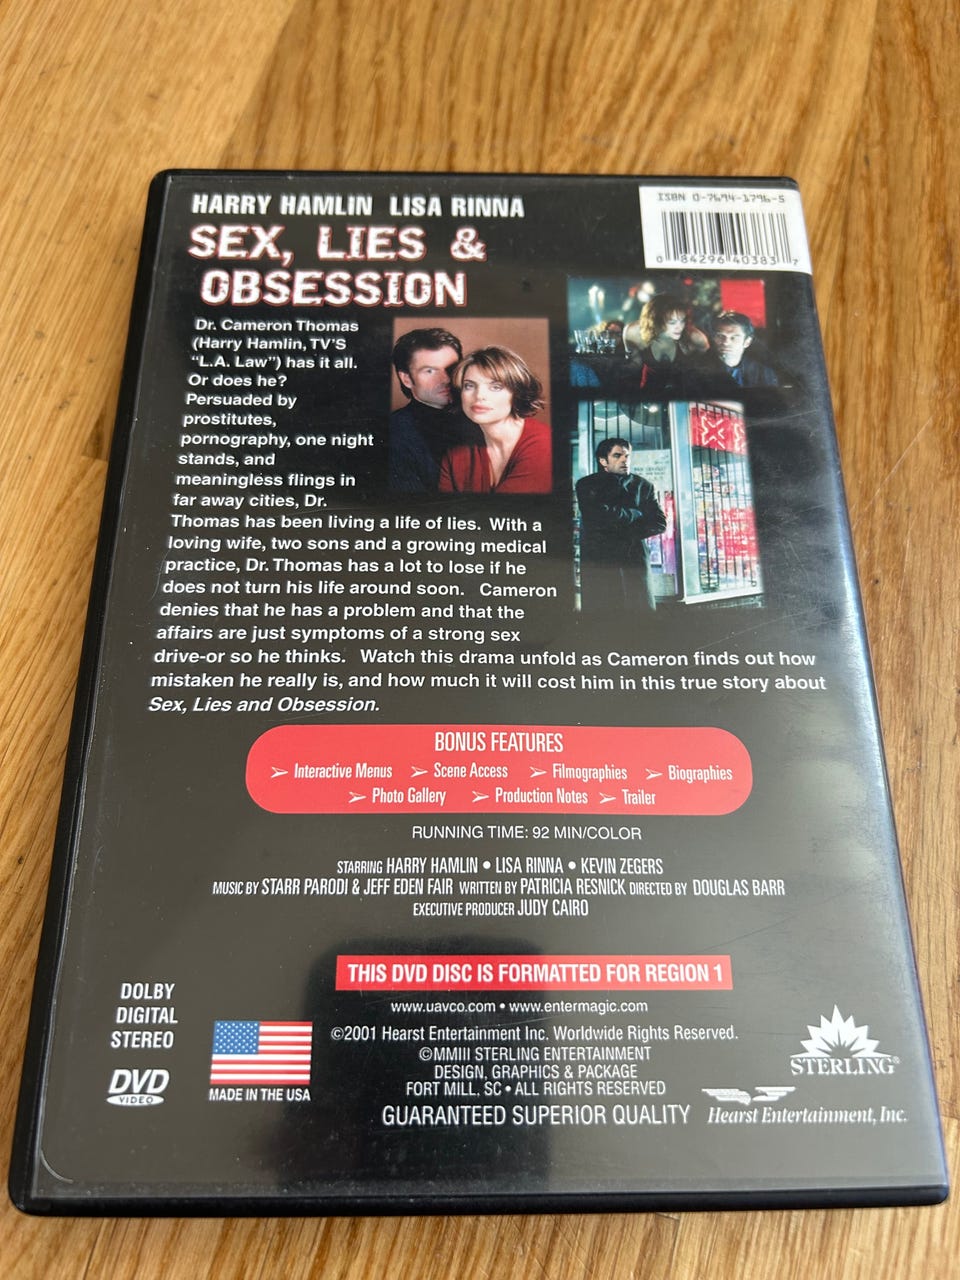 HARRY HAMLIN LISA RINNA
SEX, LIES &
OBSESSION
ISBN 0-7694-1796-5
0 84296 40383 7
Dr. Cameron Thomas
(Harry Hamlin, TV'S
“L.A. Law”) has it all.
Or does he?
Persuaded by
prostitutes,
pornography, one night
stands, and
meaningless flings in
far away cities, Dr.
Thomas has been living a life of lies. With a
loving wife, two sons and a growing medical
practice, Dr. Thomas has a lot to lose if he
does not turn his life around soon. Cameron
denies that he has a problem and that the
affairs are just symptoms of a strong sex
drive-or so he thinks. Watch this drama unfold as Cameron finds out how
mistaken he really is, and how much it will cost him in this true story about
Sex, Lies and Obsession.
BONUS FEATURES
➢ Interactive Menus ➢ Scene Access ➢ Filmographies ➢ Biographies
➢ Photo Gallery ➢ Production Notes ➢ Trailer
RUNNING TIME: 92 MIN/COLOR
STARRING HARRY HAMLIN • LISA RINNA • KEVIN ZEGERS
MUSIC BY STARR PARODI & JEFF EDEN FAIR WRITTEN BY PATRICIA RESNICK DIRECTED BY DOUGLAS BARR
EXECUTIVE PRODUCER JUDY CAIRO
THIS DVD DISC IS FORMATTED FOR REGION 1
www.uavco.com • www.entermagic.com
©2001 Hearst Entertainment Inc. Worldwide Rights Reserved.
©MMIII STERLING ENTERTAINMENT
DESIGN, GRAPHICS & PACKAGE
FORT MILL, SC • ALL RIGHTS RESERVED
GUARANTEED SUPERIOR QUALITY
DOLBY
DIGITAL
STEREO
DVD
VIDEO
MADE IN THE USA
STERLING®
Hearst Entertainment, Inc.